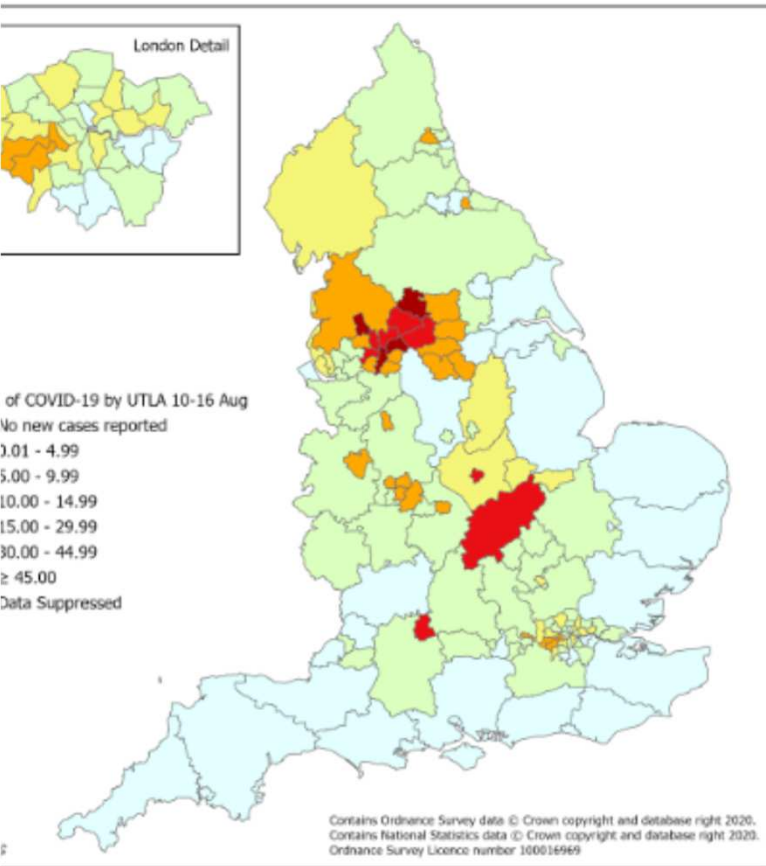 London Detail
of COVID-19 by UTLA 10-16 Aug
No new cases reported
0.01 - 4.99
5.00 - 9.99
10.00 - 14.99
15.00 - 29.99
30.00 - 44.99
≥ 45.00
Data Suppressed
Contains Ordnance Survey data © Crown copyright and database right 2020.
Contains National Statistics data © Crown copyright and database right 2020.
Ordnance Survey Licence number 100016969